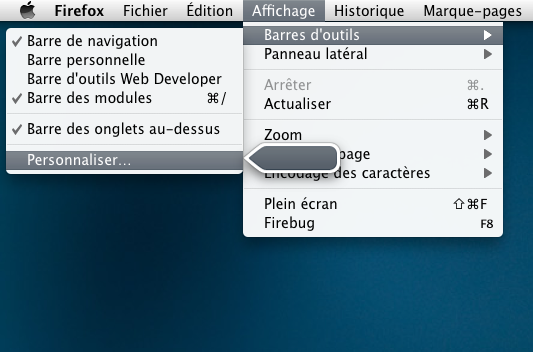 Firefox Fichier Édition Affichage Historique Marque-pages
Barre de navigation
Barre personnelle
Barre d'outils Web Developer
Barre des modules ⌘/
Barre des onglets au-dessus
Personnaliser...
Barres d'outils
Panneau latéral
Arrêter ⌘.
Actualiser ⌘R
Zoom
page
Encodage des caractères
Plein écran ⇧⌘F
Firebug F8